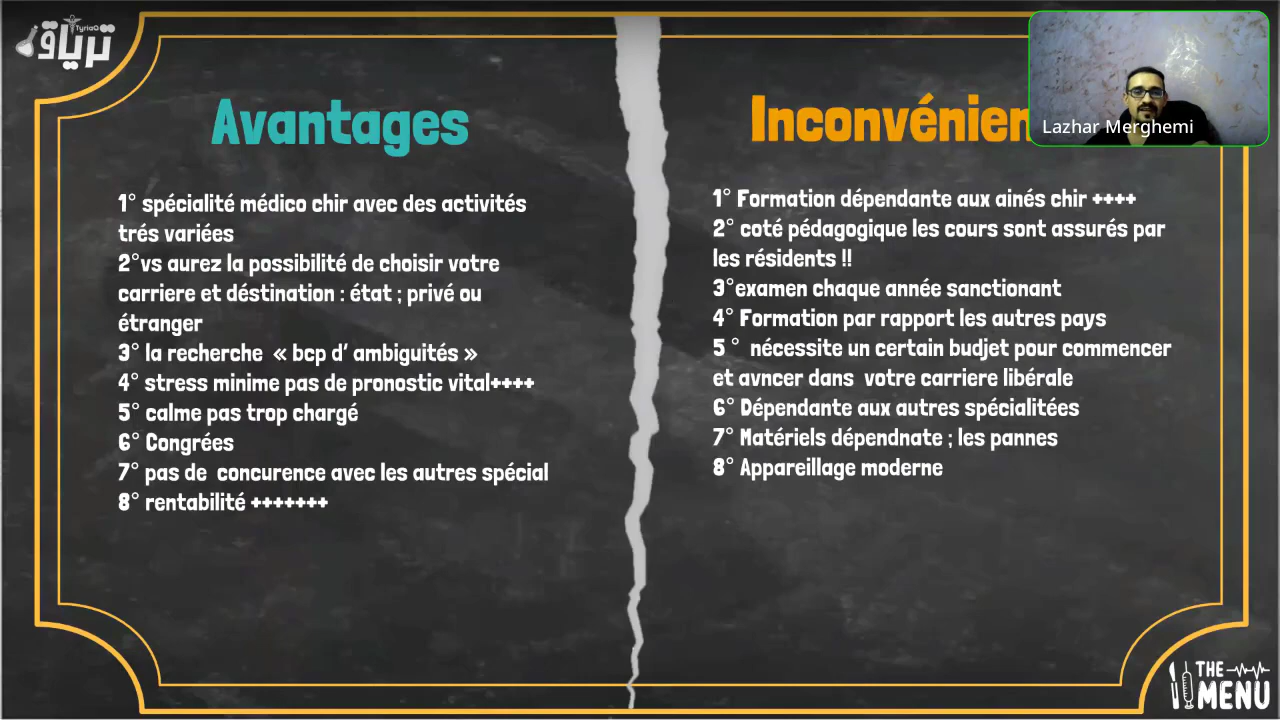 ترياق
TyriaQ
Avantages
1° spécialité médico chir avec des activités
trés variées
2°vs aurez la possibilité de choisir votre
carriere et déstination : état ; privé ou
étranger
3° la recherche « bcp d' ambiguités »
4° stress minime pas de pronostic vital++++
5° calme pas trop chargé
6° Congrées
7° pas de concurence avec les autres spécial
8° rentabilité +++++++
Inconvénien
Lazhar Merghemi
1° Formation dépendante aux ainés chir ++++
2° coté pédagogique les cours sont assurés par
les résidents !!
3°examen chaque année sanctionant
4° Formation par rapport les autres pays
5 ° nécessite un certain budjet pour commencer
et avncer dans votre carriere libérale
6° Dépendante aux autres spécialitées
7° Matériels dépendnate ; les pannes
8° Appareillage moderne
THE
MENU